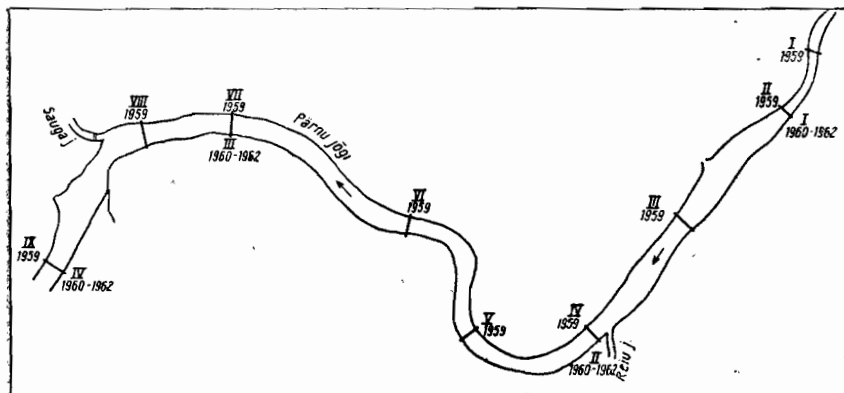 I
1959
II
1959
I
1960-1962
VIII
1959
VII
1959
Sauga j.
Pärnu jõgi
III
1960-1962
III
1959
VI
1959
IX
1959
IV
1960-1962
V
1959
IV
1959
II
1960-1962
Reiu j.